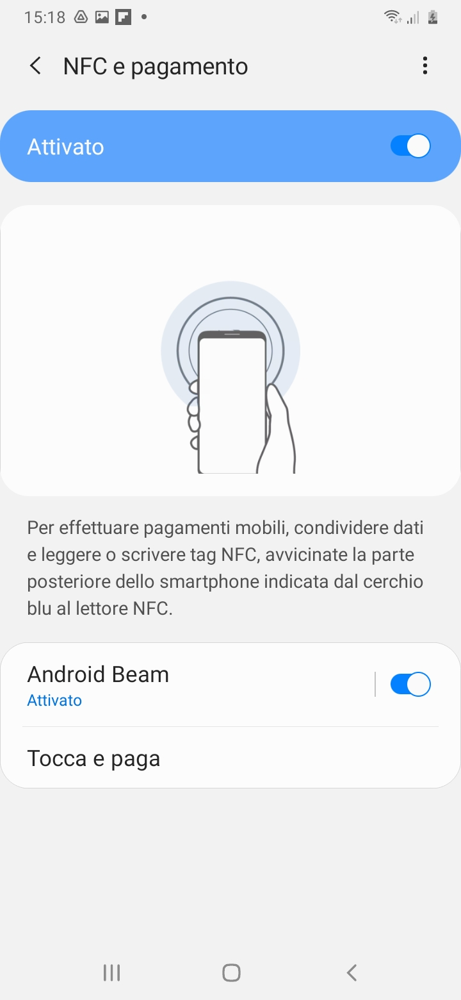 15:18
NFC e pagamento
Attivato
Per effettuare pagamenti mobili, condividere dati
e leggere o scrivere tag NFC, avvicinate la parte
posteriore dello smartphone indicata dal cerchio
blu al lettore NFC.
Android Beam
Attivato
Tocca e paga